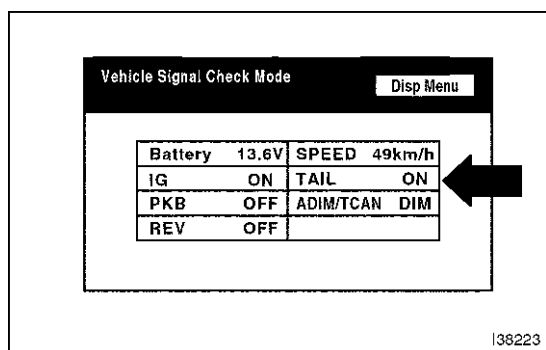 Vehicle Signal Check Mode
Disp Menu
Battery 13.6V SPEED 49km/h
IG ON TAIL ON
PKB OFF ADIM/TCAN DIM
REV OFF
I38223